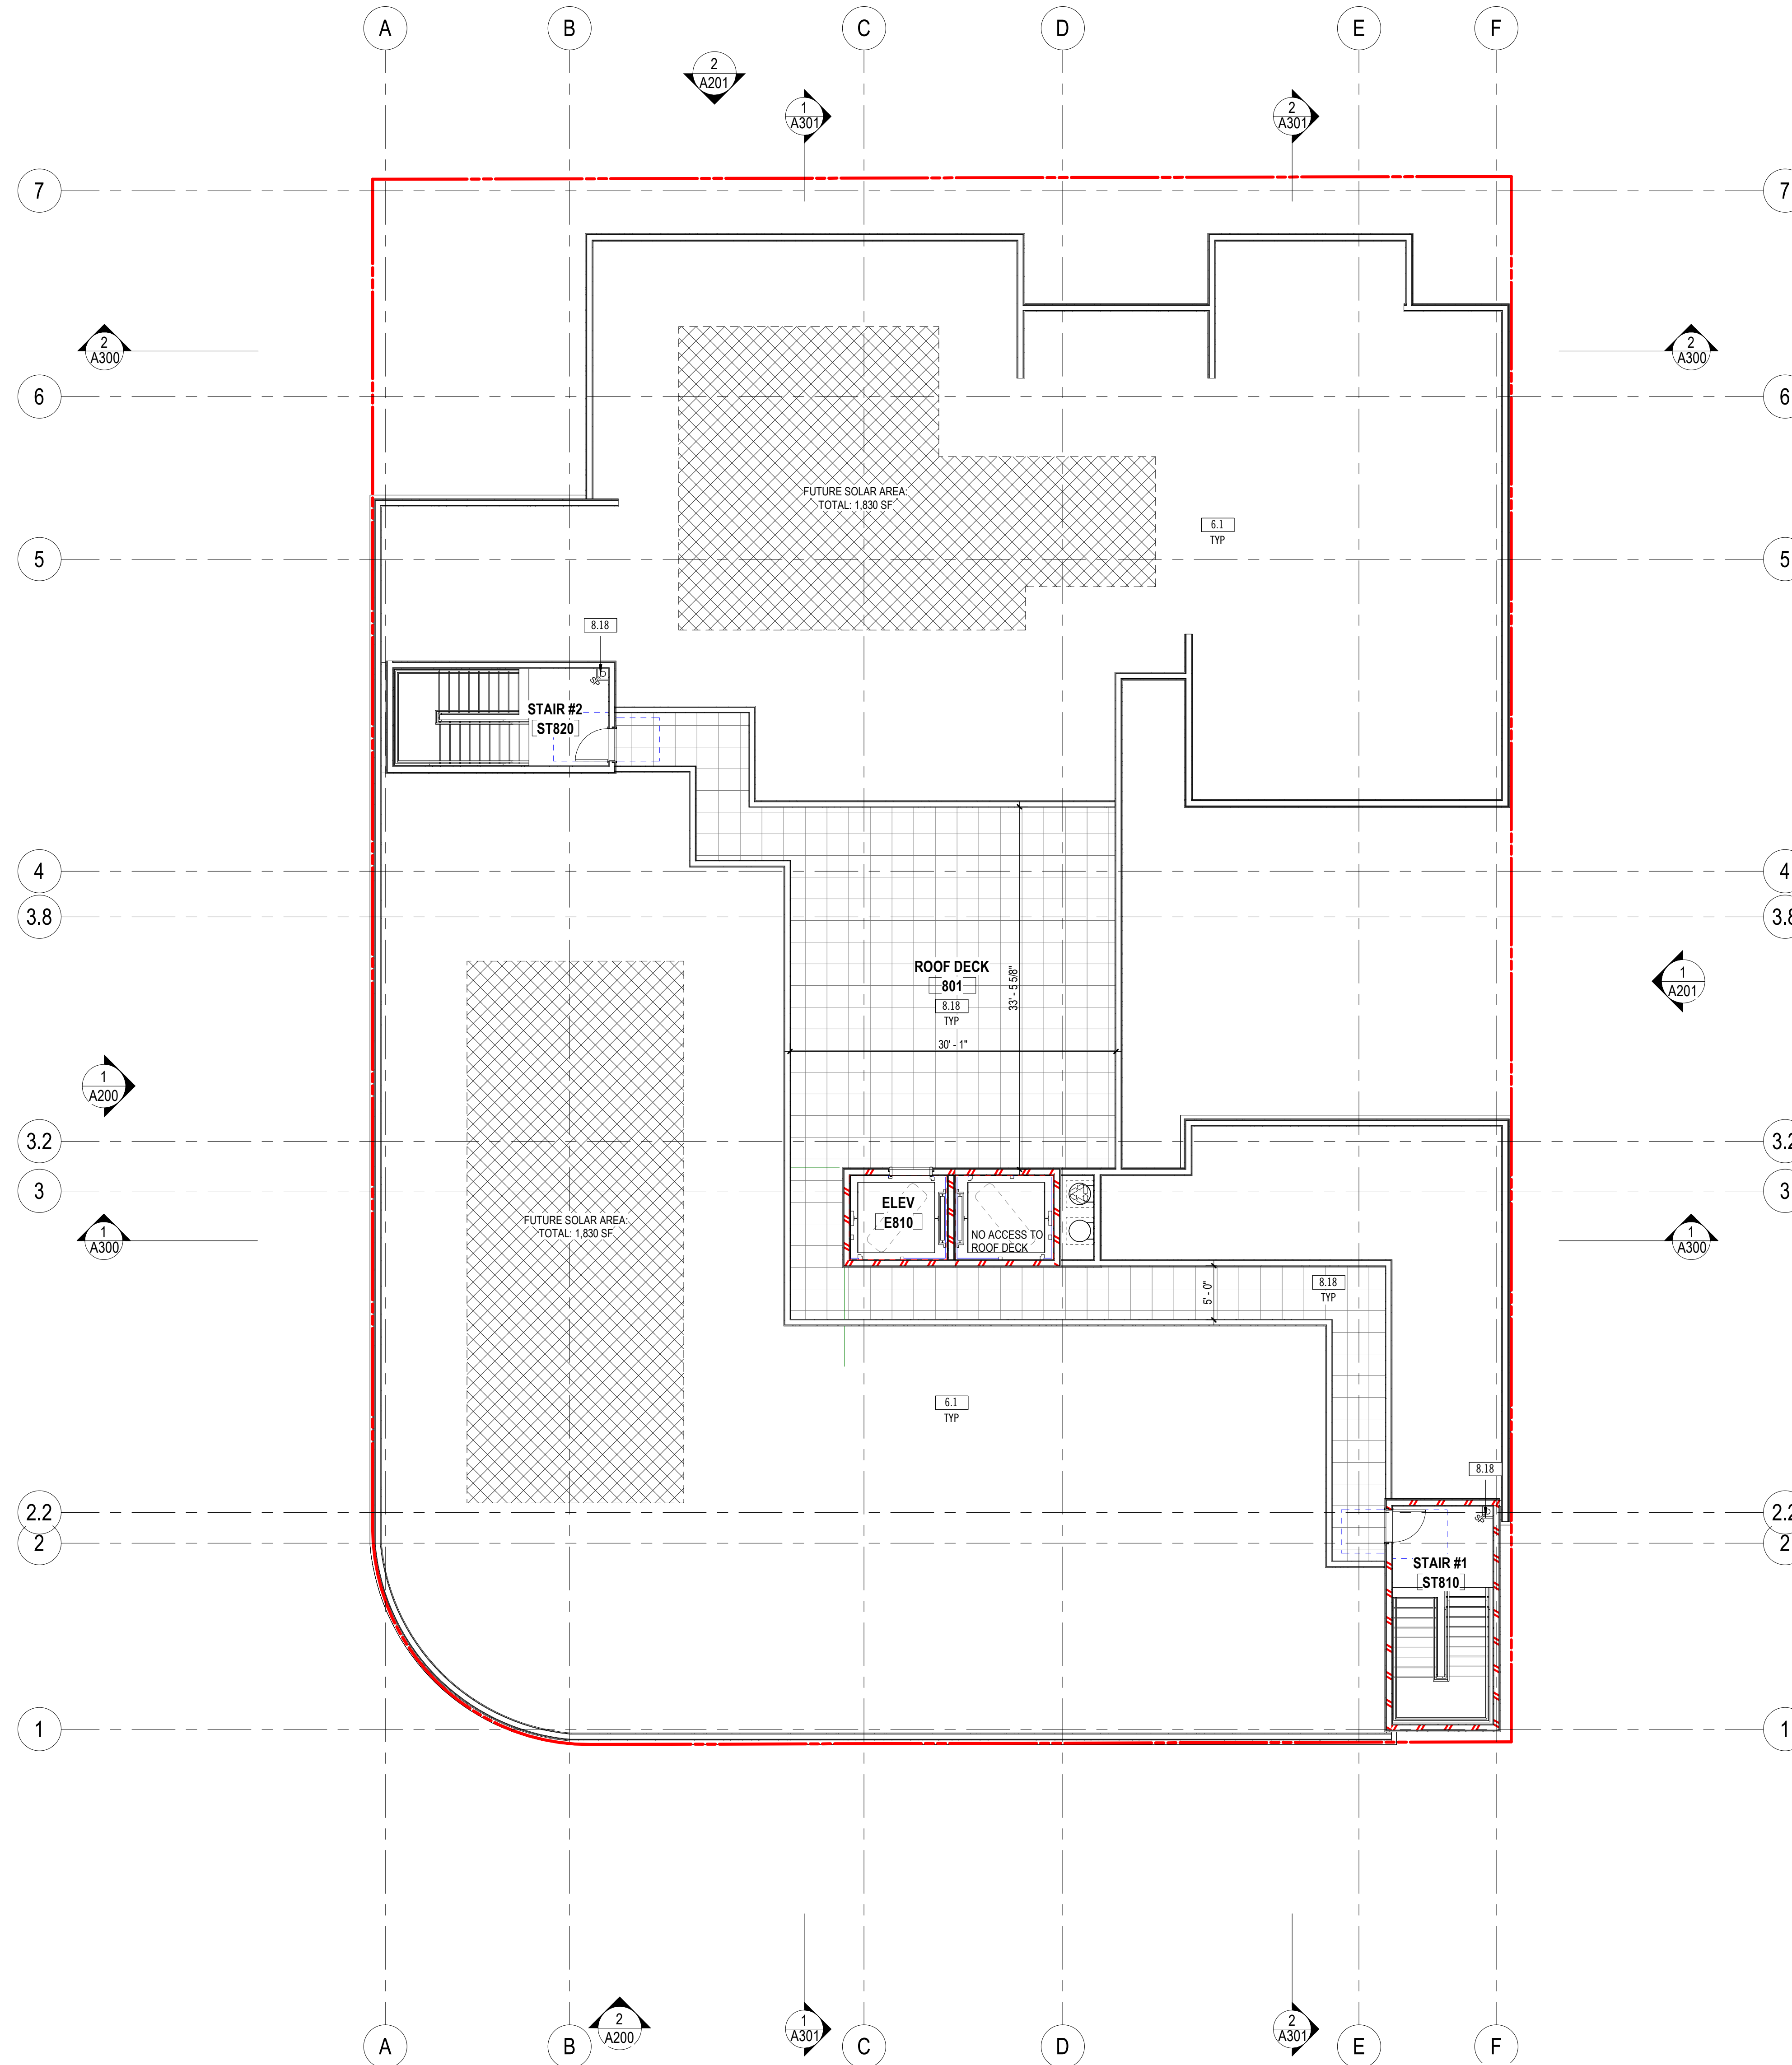 A
B
C
D
E
F
2
A201
1
A301
2
A301
7
7
2
A300
2
A300
6
6
FUTURE SOLAR AREA:
TOTAL: 1,830 SF
6.1
TYP
5
5
8.18
STAIR #2
ST820
4
4
3.8
3.8
ROOF DECK
801
8.18
TYP
33' - 5 5/8"
30' - 1"
1
A201
1
A200
3.2
3.2
3
3
ELEV
E810
NO ACCESS TO
ROOF DECK
FUTURE SOLAR AREA:
TOTAL: 1,830 SF
1
A300
1
A300
5' - 0"
8.18
TYP
6.1
TYP
8.18
2.2
2.2
2
2
STAIR #1
ST810
1
1
2
A200
1
A301
2
A301
A
B
C
D
E
F